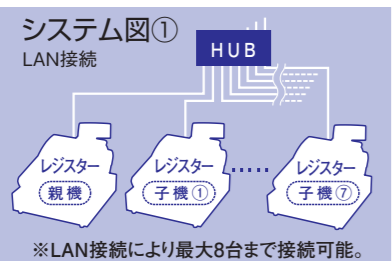 システム図①
LAN接続
HUB
レジスター
親機
レジスター
子機①
レジスター
子機⑦
※LAN接続により最大8台まで接続可能。